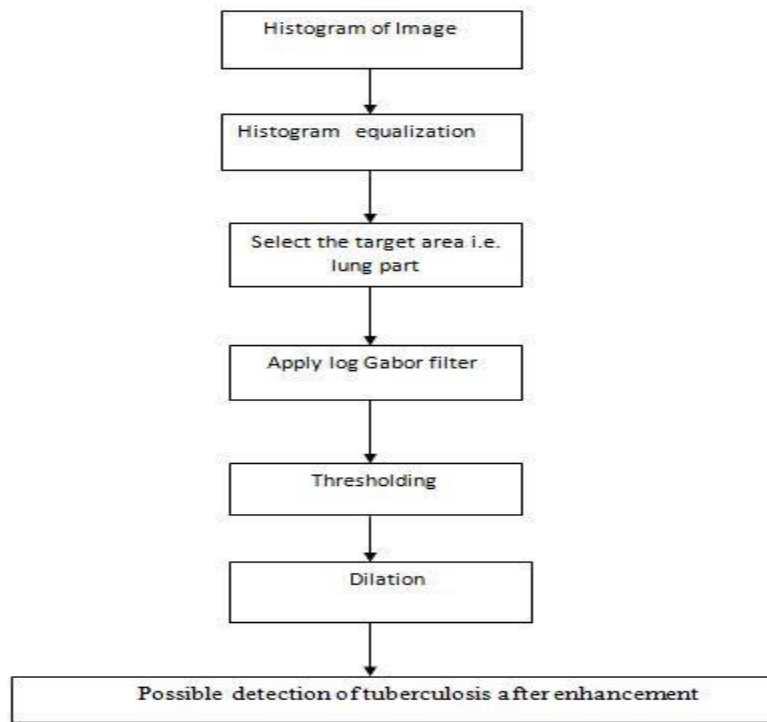 Histogram of Image
Histogram equalization
Select the target area i.e.
lung part
Apply log Gabor filter
Thresholding
Dilation
Possible detection of tuberculosis after enhancement